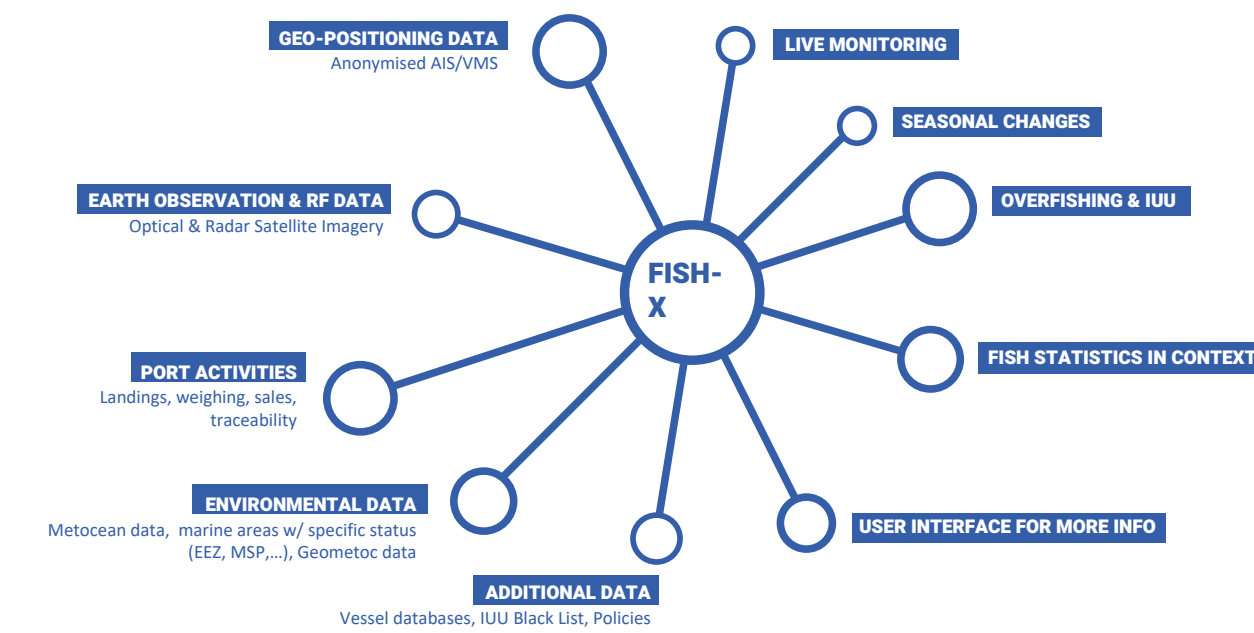 GEO-POSITIONING DATA
Anonymised AIS/VMS
LIVE MONITORING
SEASONAL CHANGES
EARTH OBSERVATION & RF DATA
Optical & Radar Satellite Imagery
OVERFISHING & IUU
FISH-
X
PORT ACTIVITIES
Landings, weighing, sales,
traceability
FISH STATISTICS IN CONTEXT
ENVIRONMENTAL DATA
Metocean data, marine areas w/ specific status
(EEZ, MSP,...), Geometoc data
USER INTERFACE FOR MORE INFO
ADDITIONAL DATA
Vessel databases, IUU Black List, Policies